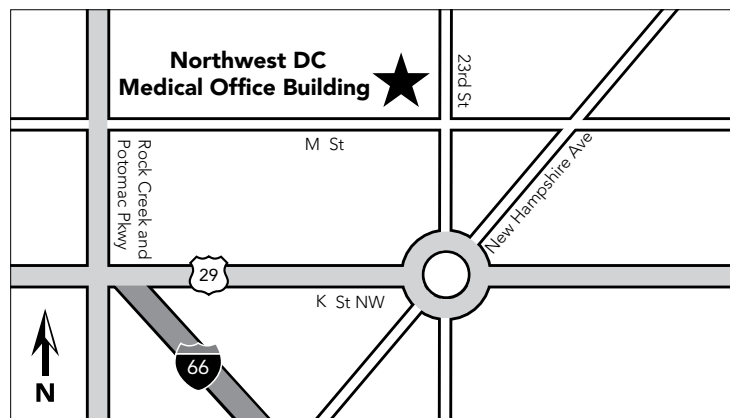 Northwest DC
Medical Office Building
23rd St
M St
Rock Creek and
Potomac Pkwy
New Hampshire Ave
29
K St NW
66
N